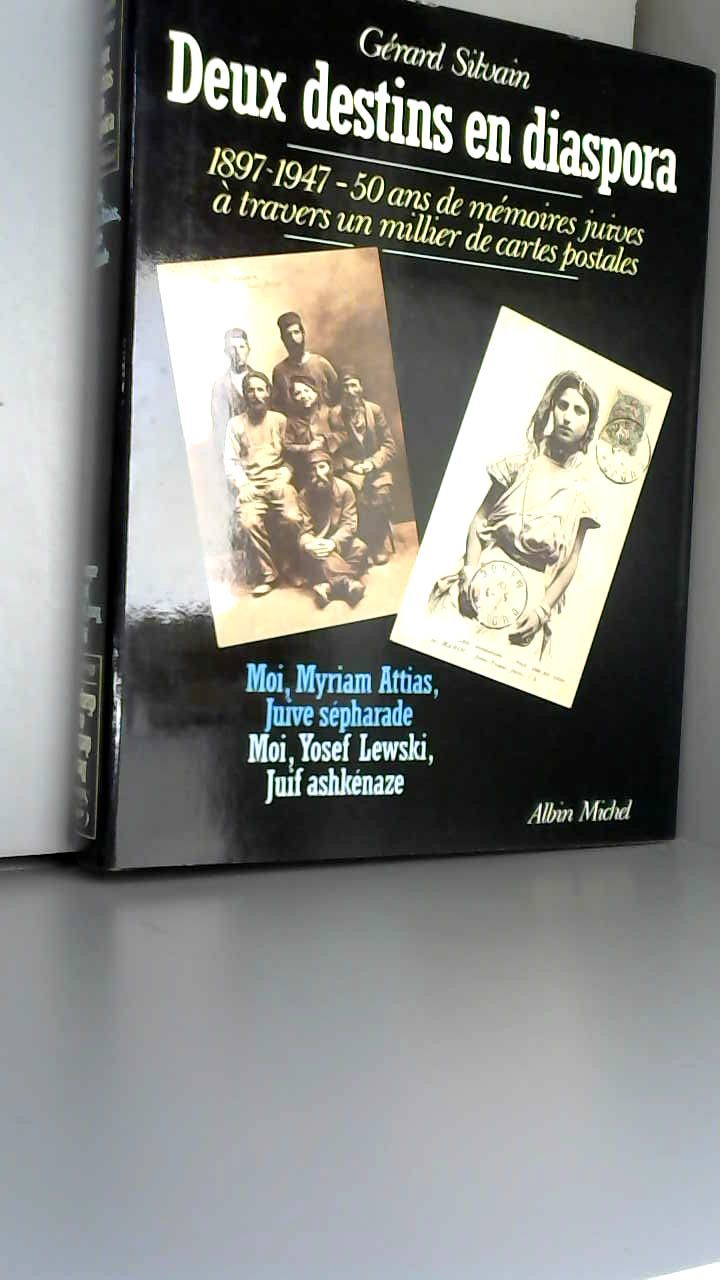 Gérard Silvain
Deux destins en diaspora
1897-1947 - 50 ans de mémoires juives
à travers un millier de cartes postales
Moi, Myriam Attias,
Juive sépharade
Moi, Yosef Lewski,
Juif ashkénaze
Albin Michel